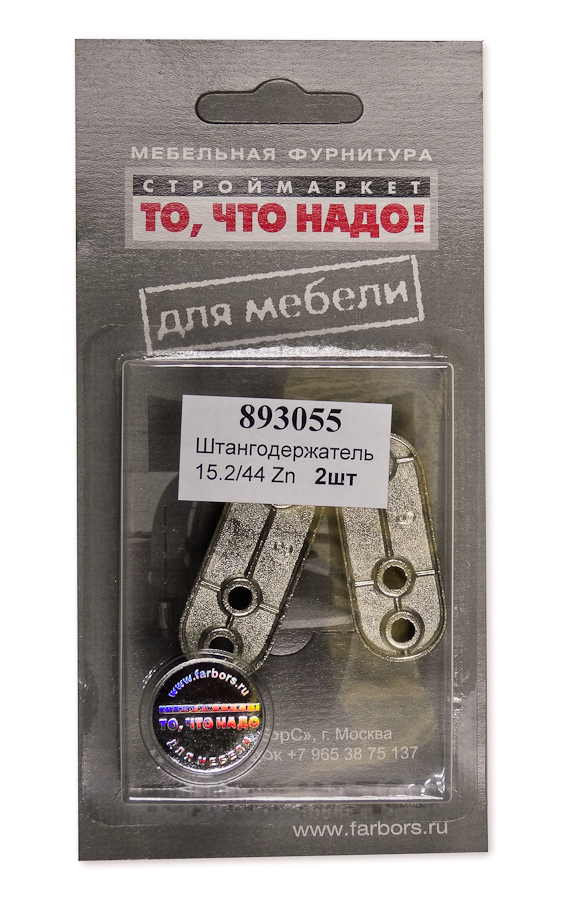 МЕБЕЛЬНАЯ ФУРНИТУРА
СТРОЙМАРКЕТ
ТО, ЧТО НАДО!
для мебели
893055
Штангодержатель
15.2/44 Zn 2шт
www.farbors.ru
ТО, ЧТО НАДО
ДЛЯ МЕБЕЛИ
г. Москва
+7 965 38 75 137
www.farbors.ru